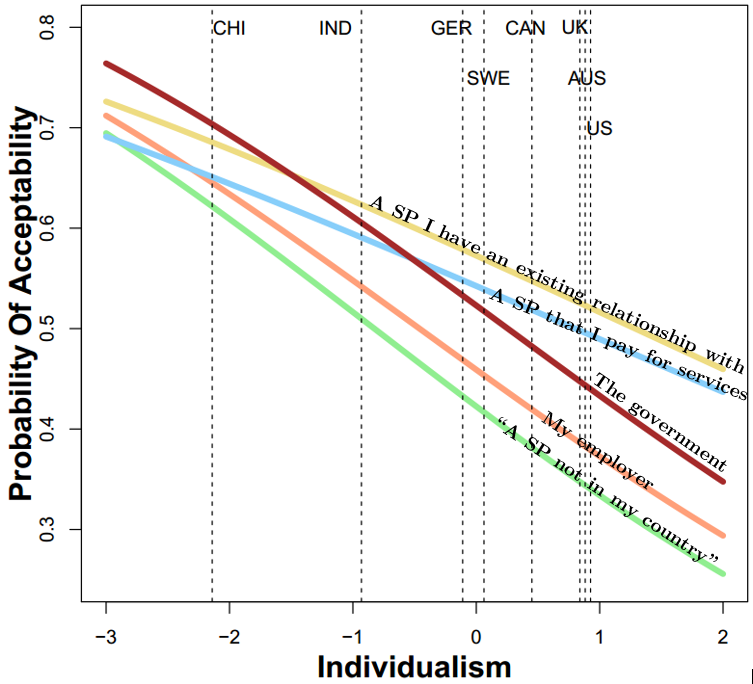 0.8
0.7
0.6
0.5
0.4
0.3
Probability Of Acceptability
CHI
IND
GER
CAN
UK
SWE
AUS
US
A SP I have an existing relationship with
A SP that I pay for services
The government
My employer
“A SP not in my country”
−3
−2
−1
0
1
2
Individualism